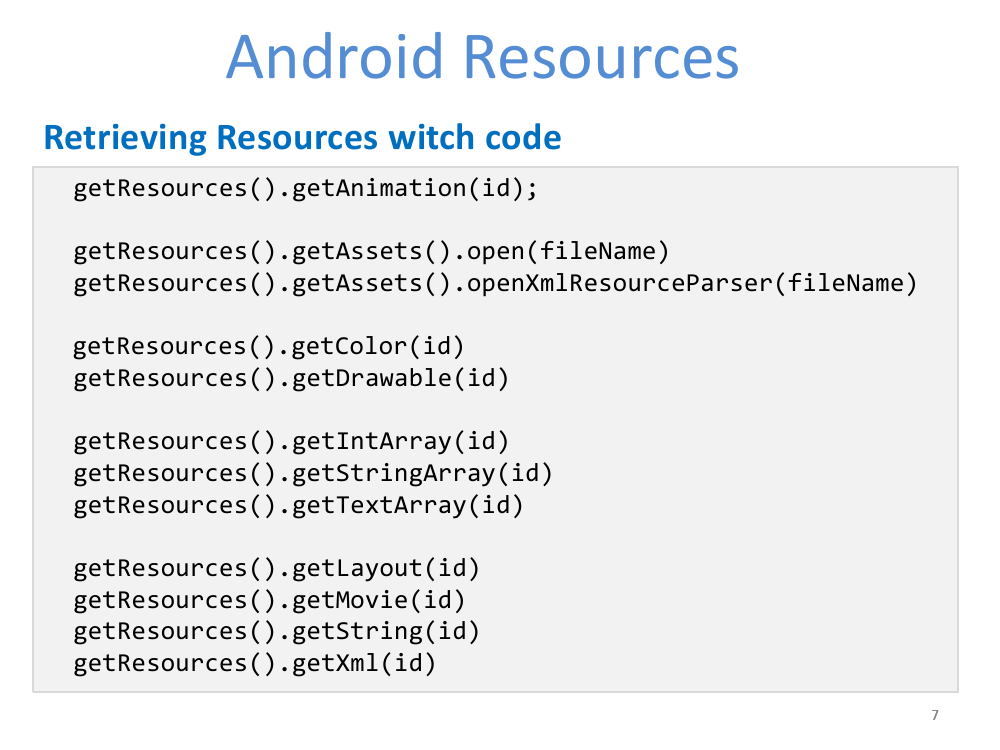 Android Resources
Retrieving Resources witch code
getResources().getAnimation(id);
getResources().getAssets().open(fileName)
getResources().getAssets().openXmlResourceParser(fileName)
getResources().getColor(id)
getResources().getDrawable(id)
getResources().getIntArray(id)
getResources().getStringArray(id)
getResources().getTextArray(id)
getResources().getLayout(id)
getResources().getMovie(id)
getResources().getString(id)
getResources().getXml(id)
7